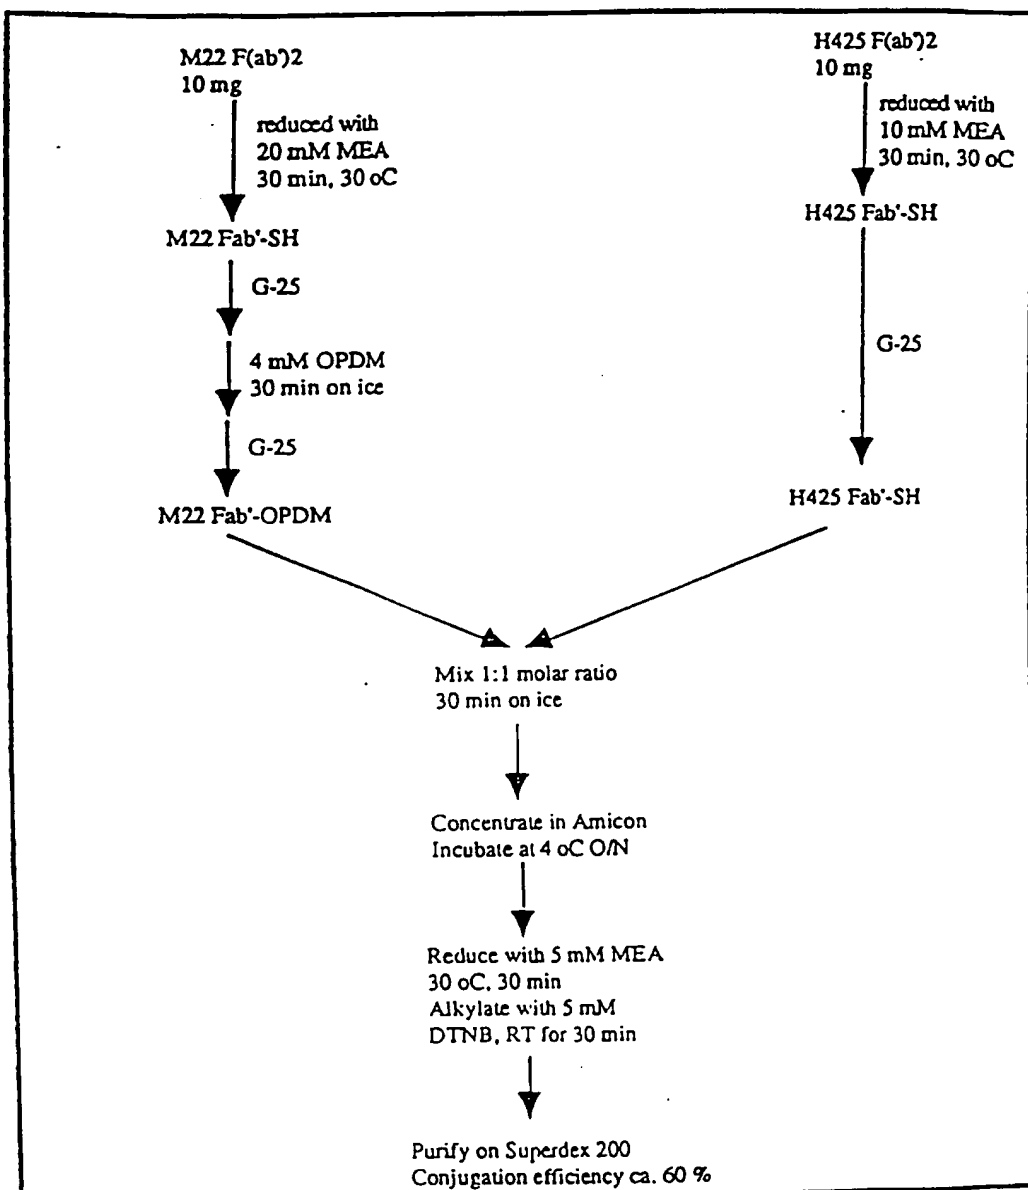 M22 F(ab')2
10 mg
reduced with
20 mM MEA
30 min, 30 oC
M22 Fab'-SH
G-25
4 mM OPDM
30 min on ice
G-25
M22 Fab'-OPDM
H425 F(ab')2
10 mg
reduced with
10 mM MEA
30 min, 30 oC
H425 Fab'-SH
G-25
H425 Fab'-SH
Mix 1:1 molar ratio
30 min on ice
Concentrate in Amicon
Incubate at 4 oC O/N
Reduce with 5 mM MEA
30 oC, 30 min
Alkylate with 5 mM
DTNB, RT for 30 min
Purify on Superdex 200
Conjugation efficiency ca. 60 %